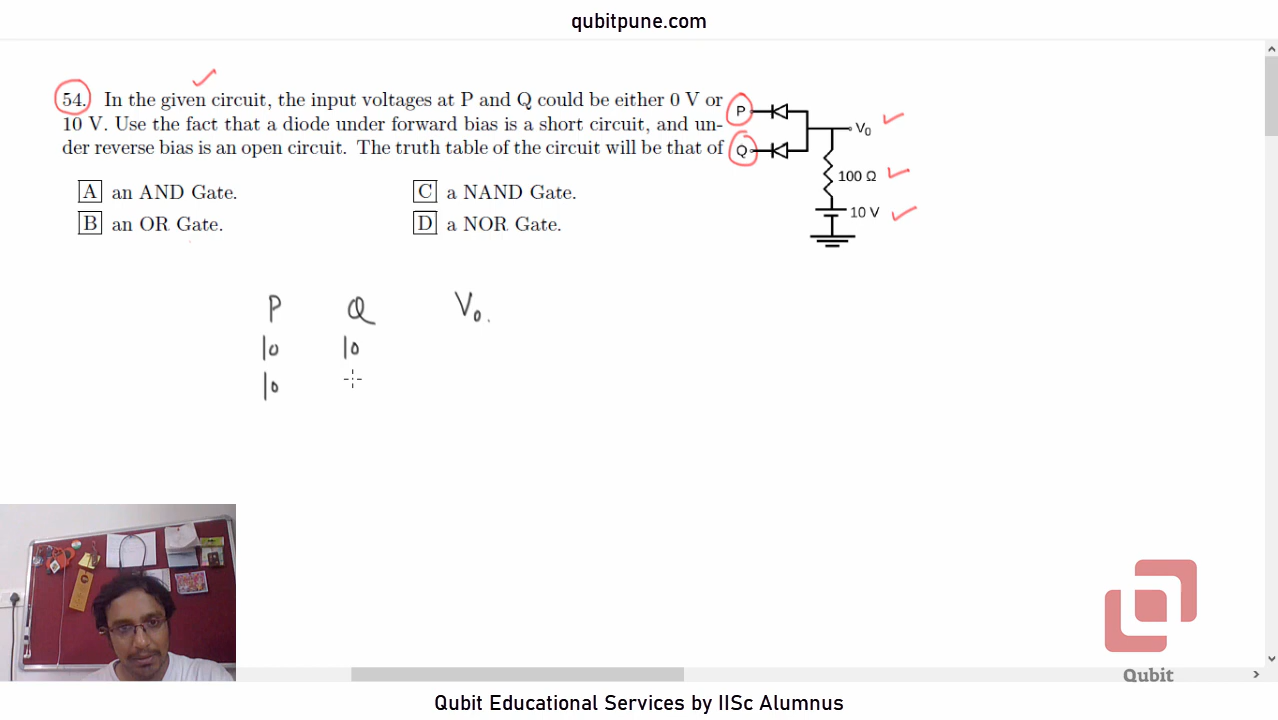 qubitpune.com
54. In the given circuit, the input voltages at P and Q could be either 0 V or
10 V. Use the fact that a diode under forward bias is a short circuit, and un-
der reverse bias is an open circuit. The truth table of the circuit will be that of
A an AND Gate.
C a NAND Gate.
B an OR Gate.
D a NOR Gate.
P
V0
Q
100 Ω
10 V
P Q V0.
10 10
10
Qubit
Qubit Educational Services by IISc Alumnus